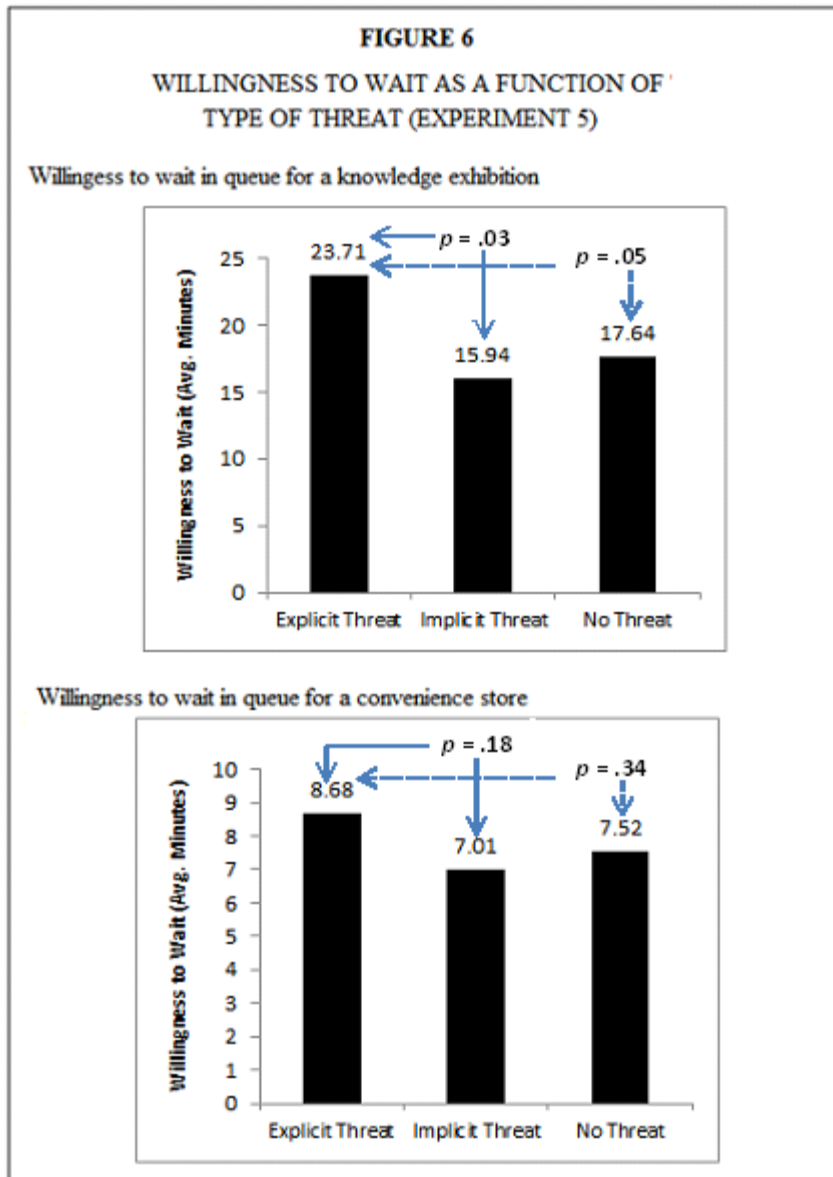 FIGURE 6
WILLINGNESS TO WAIT AS A FUNCTION OF
TYPE OF THREAT (EXPERIMENT 5)
Willingess to wait in queue for a knowledge exhibition
p = .03
23.71
p = .05
25
20
17.64
15.94
15
10
5
0
Willingness to Wait (Avg. Minutes)
Explicit Threat Implicit Threat No Threat
Willingness to wait in queue for a convenience store
p = .18
p = .34
10
8.68
9
8
7.01
7.52
7
6
5
4
3
2
1
0
Willingness to Wait (Avg. Minutes)
Explicit Threat Implicit Threat No Threat